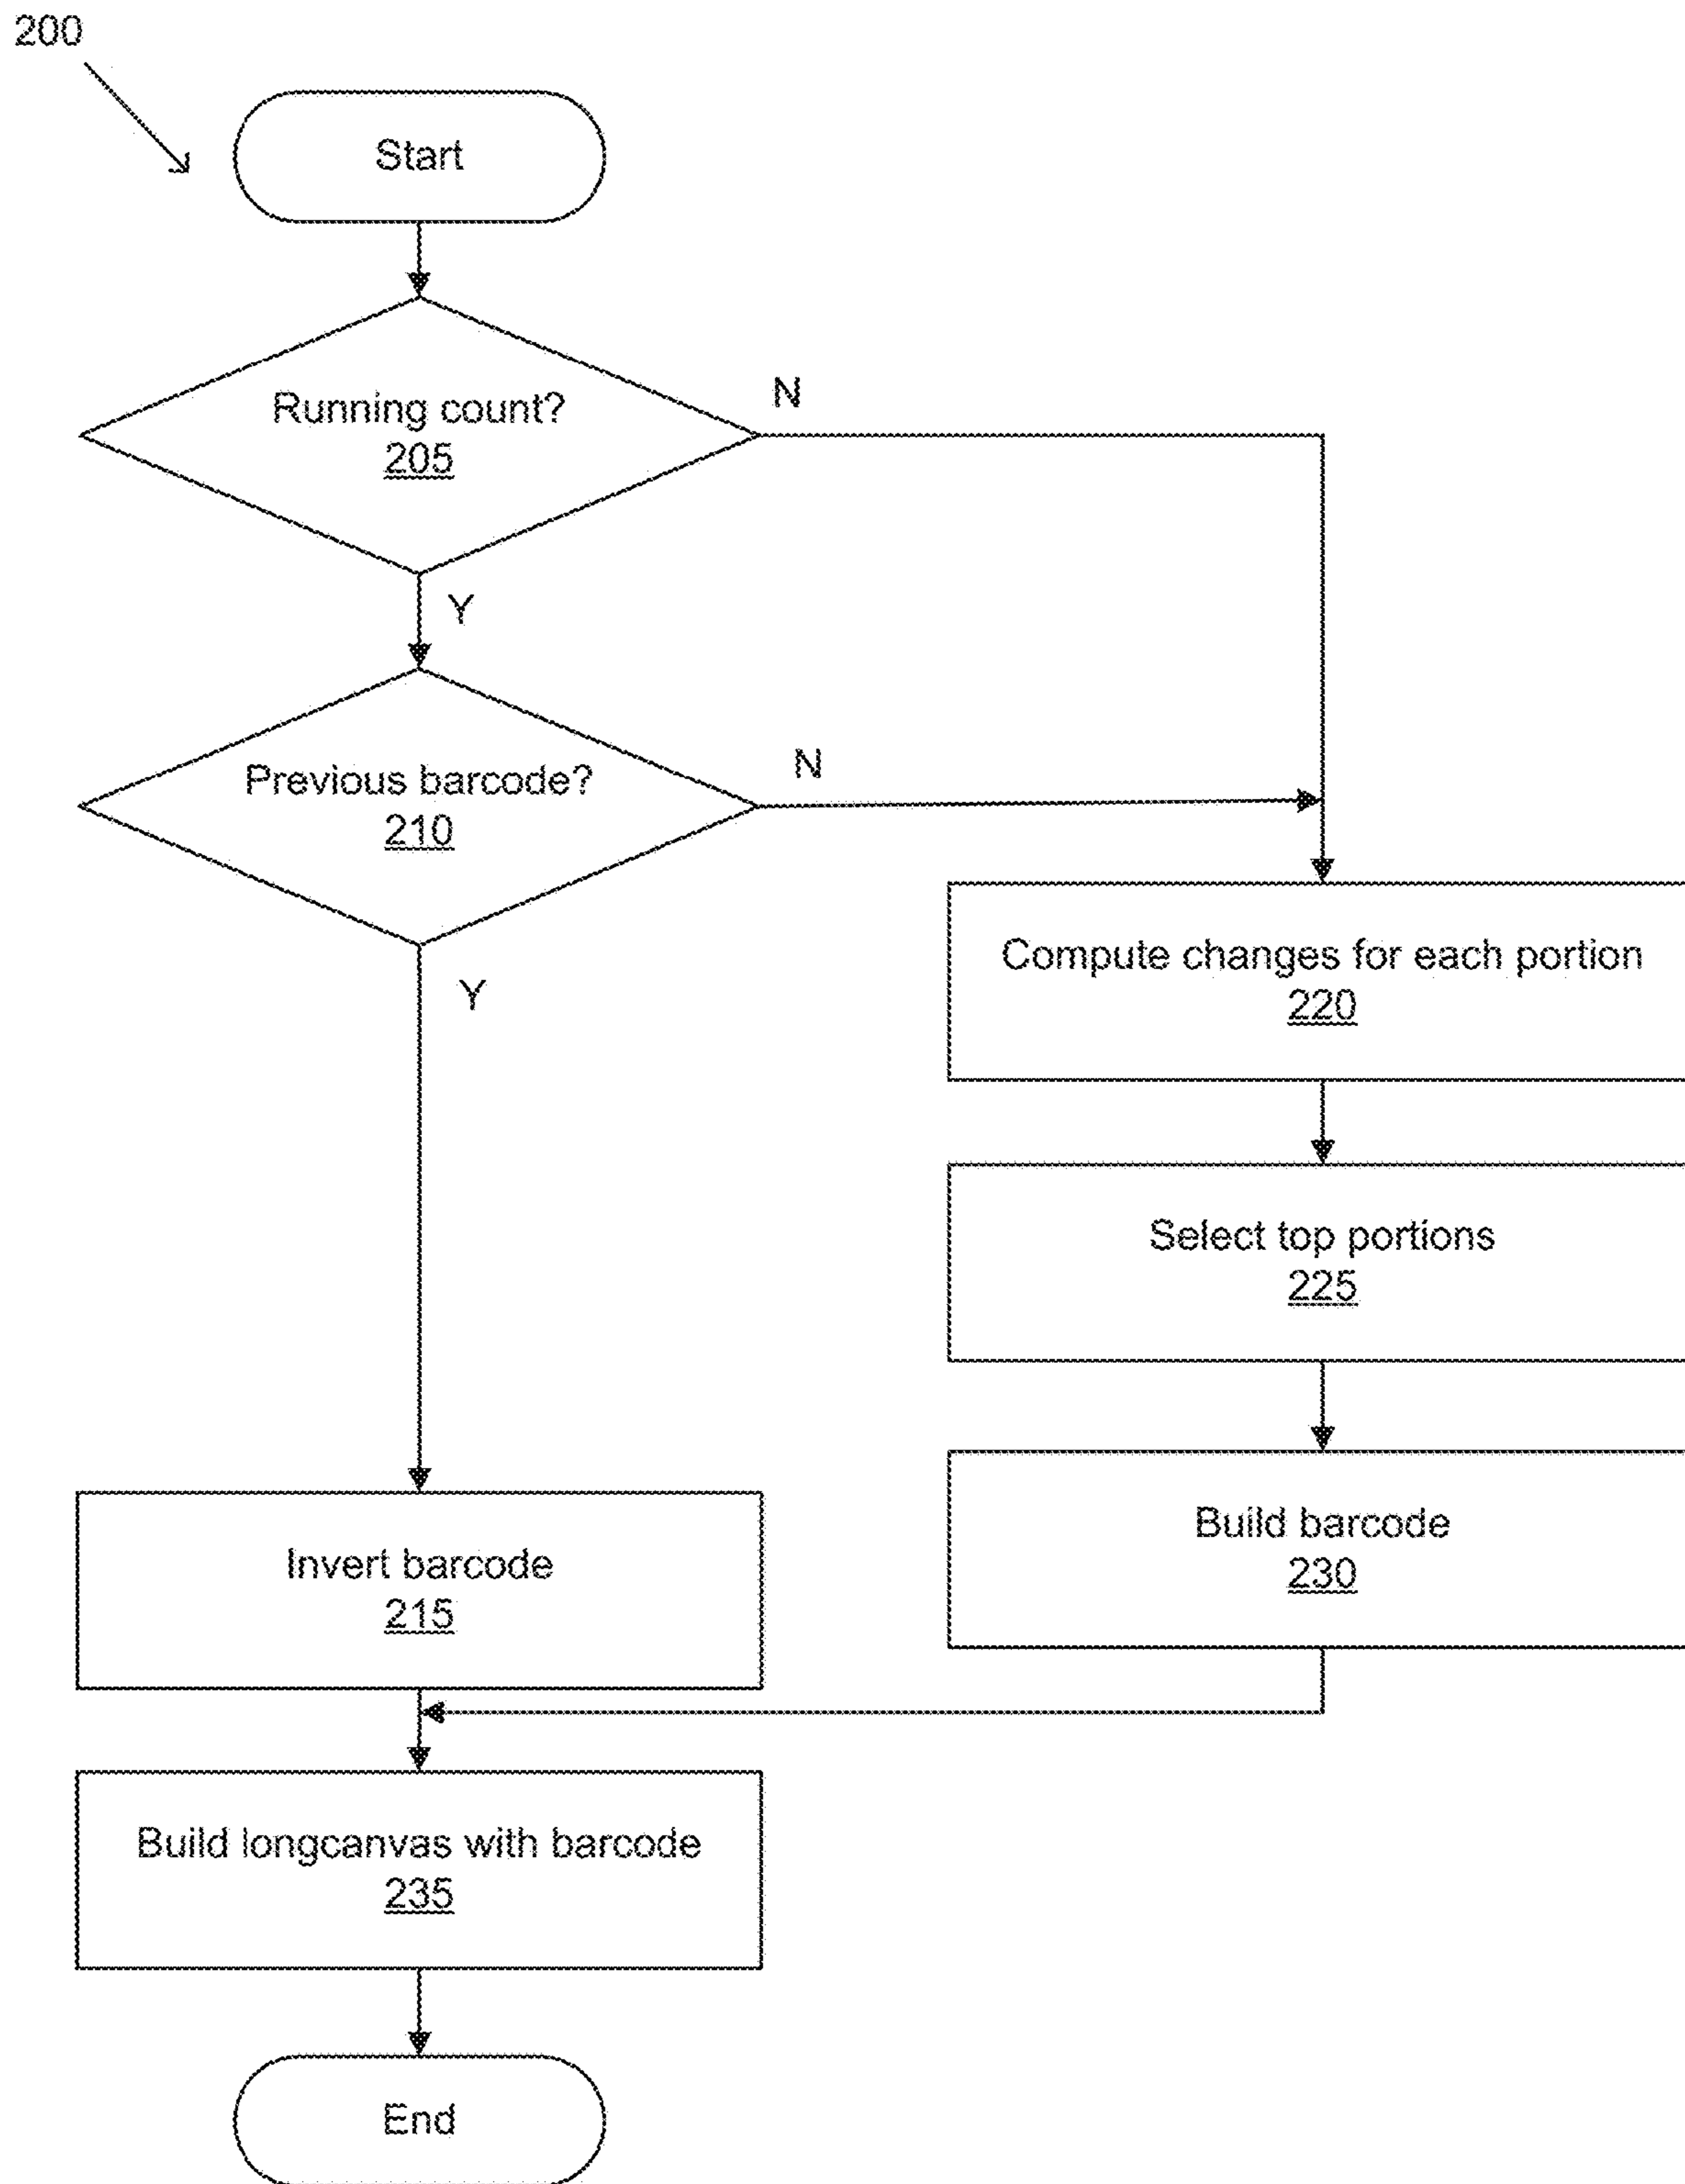 200
Start
Running count?
205
N
Y
Previous barcode?
210
N
Y
Compute changes for each portion
220
Select top portions
225
Build barcode
230
Invert barcode
215
Build longcanvas with barcode
235
End